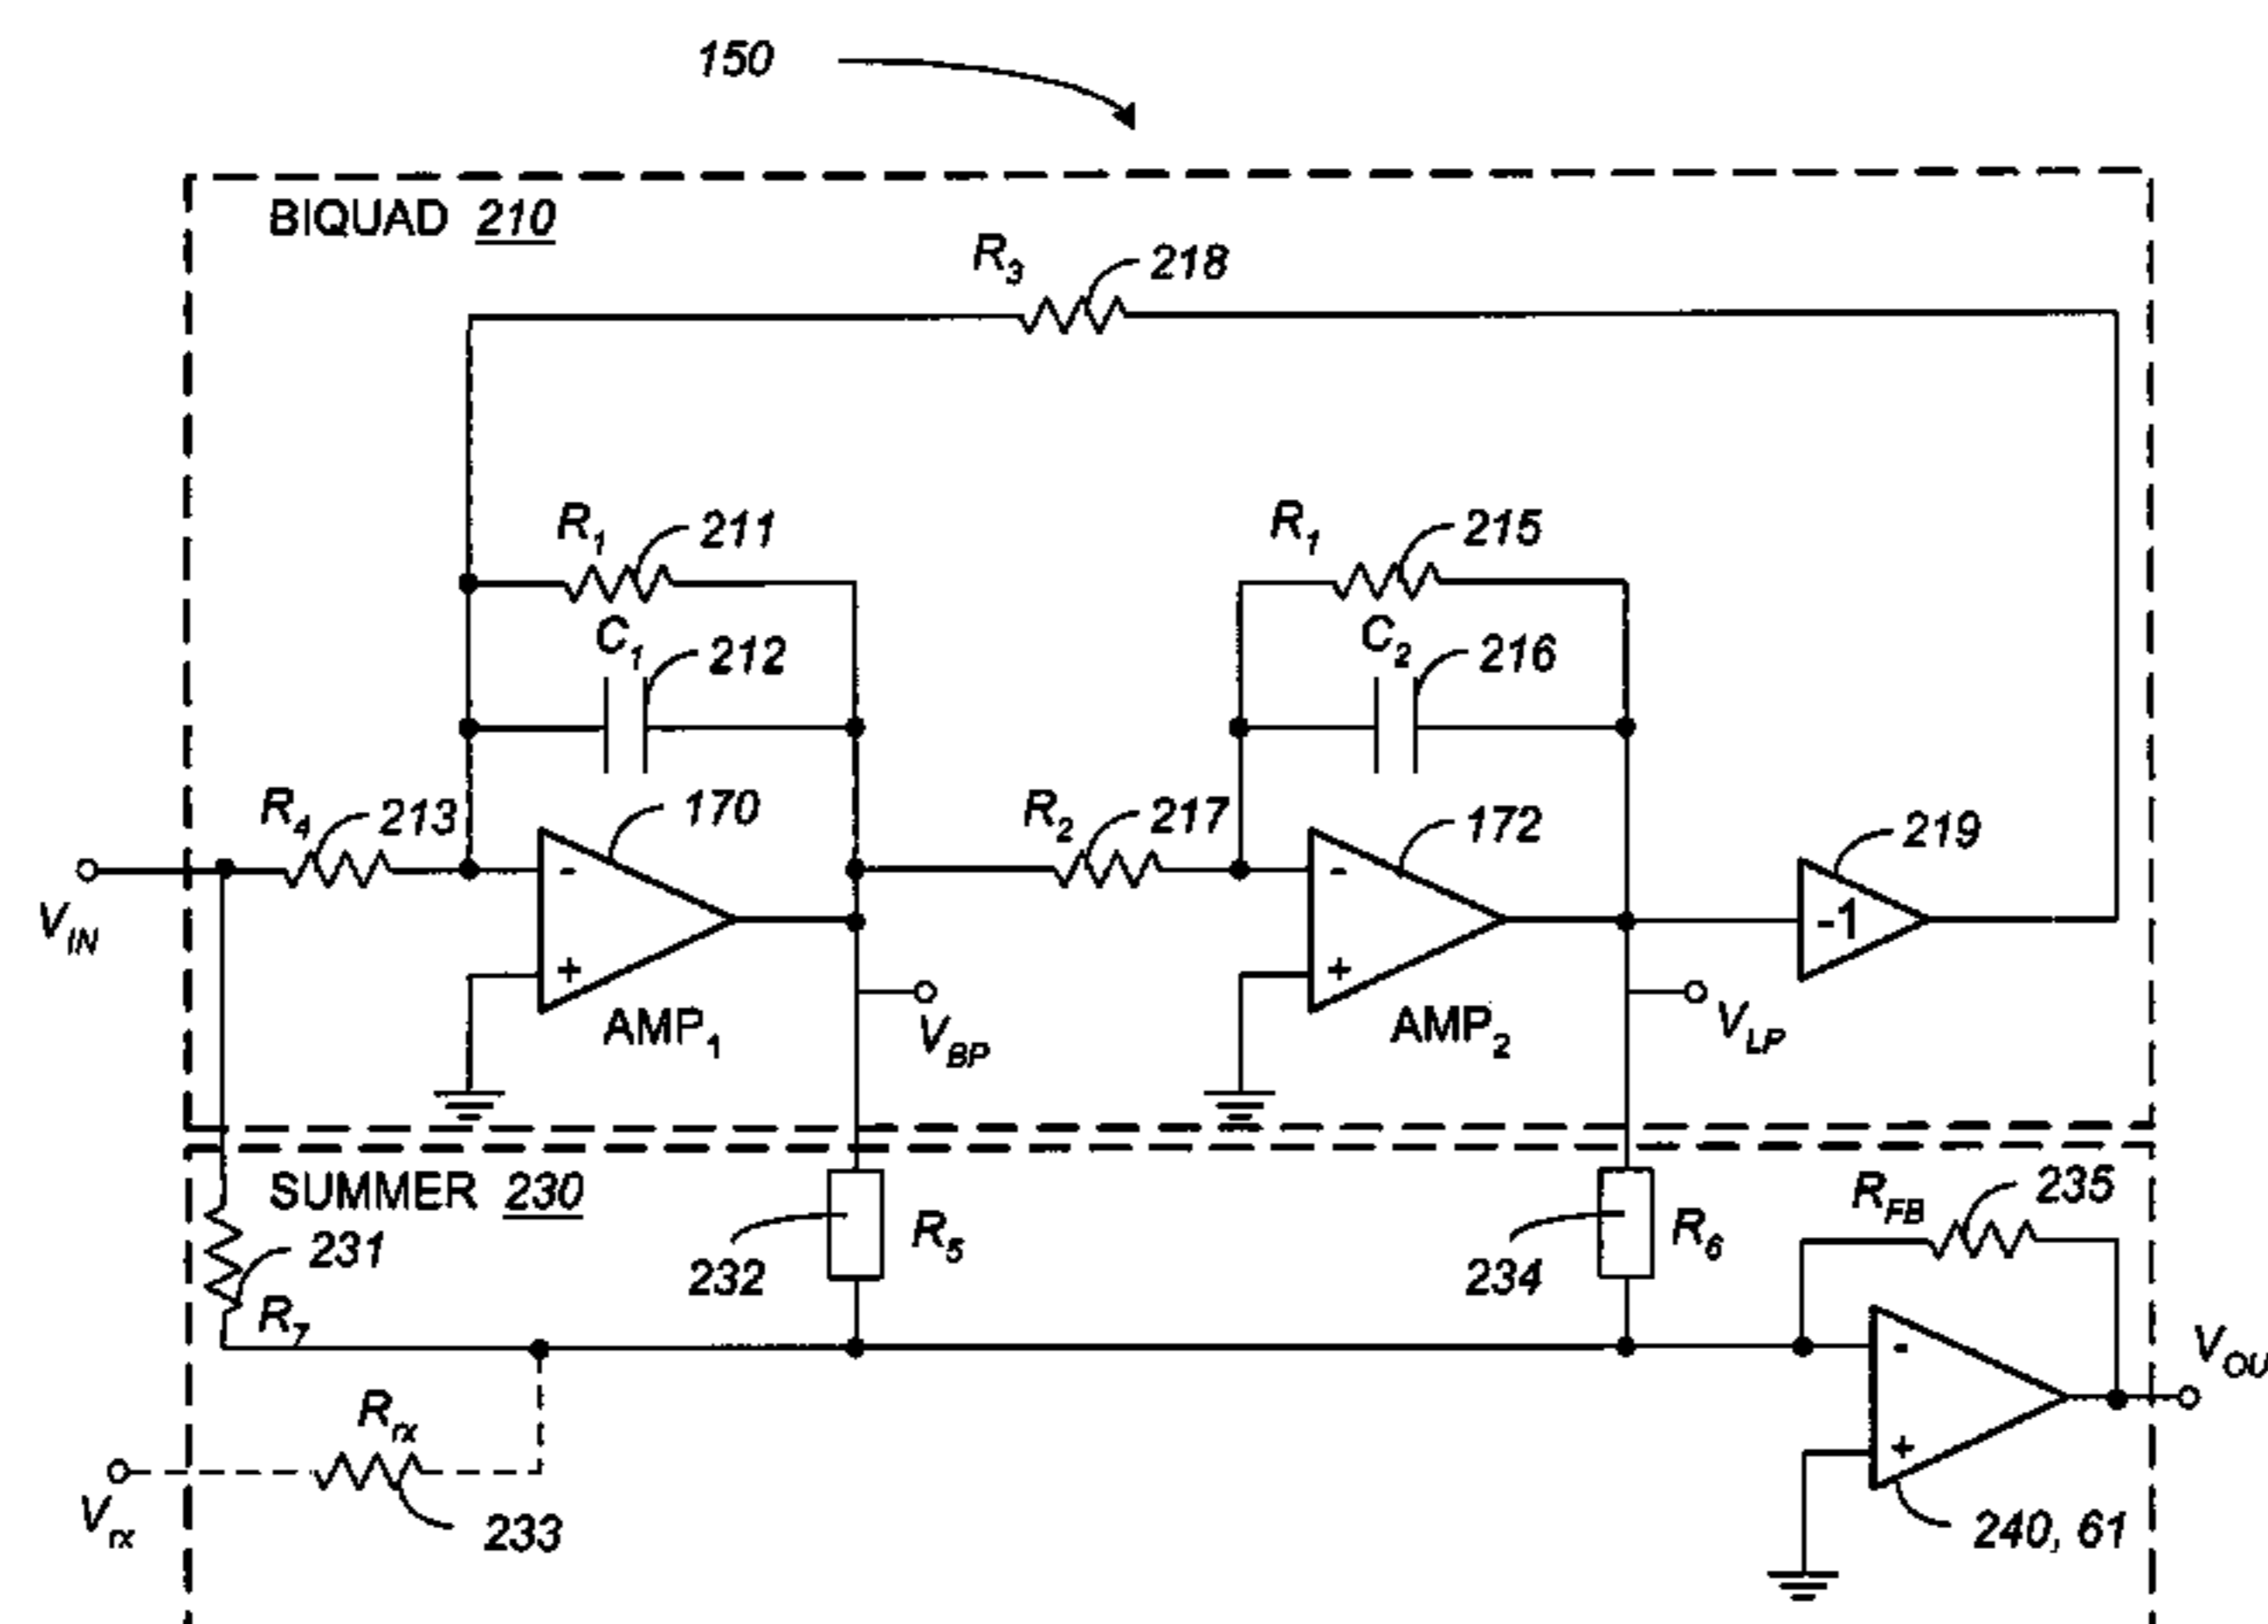 150
BIQUAD 210
R3 218
R1 211
R1 215
C1 212
C2 216
R4 213
170
R2 217
172
219
-
-
-1
VIN
+
+
AMP1
VBP
AMP2
VLP
SUMMER 230
231
R7
232
R5
234
R6
RFB 235
-
VOU
Rrx
+
Vrx
233
240, 61